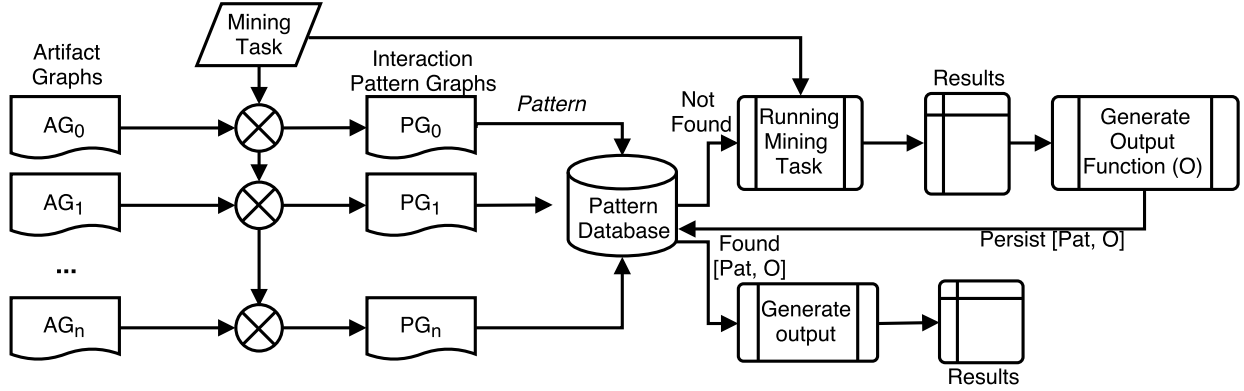 Mining
Task
Artifact
Graphs
Interaction
Pattern Graphs
Pattern
Not
Found
Results
AG0
PG0
Running
Mining
Task
Generate
Output
Function (O)
AG1
PG1
Pattern
Database
Found
[Pat, O]
Persist [Pat, O]
...
AGn
PGn
Generate
output
Results